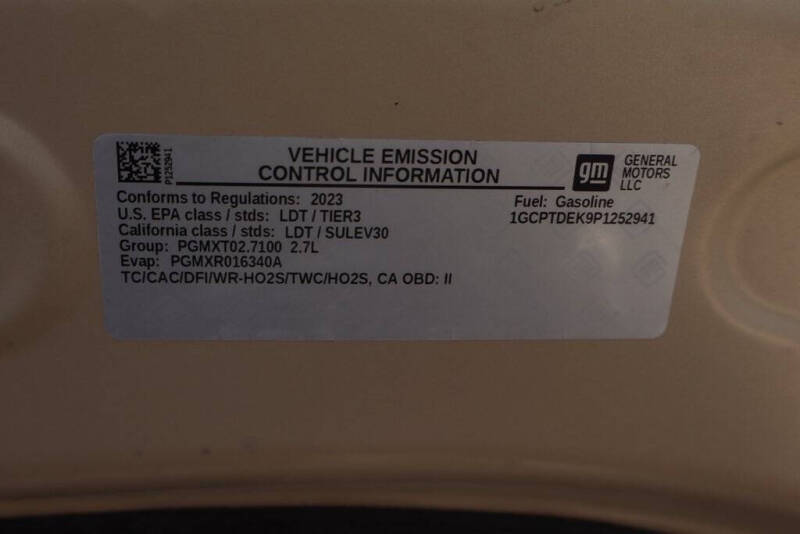 P1252941
VEHICLE EMISSION
CONTROL INFORMATION
gm
GENERAL
MOTORS
LLC
Conforms to Regulations: 2023
Fuel: Gasoline
U.S. EPA class / stds: LDT / TIER3
1GCPTDEK9P1252941
California class / stds: LDT / SULEV30
Group: PGMXT02.7100 2.7L
Evap: PGMXR016340A
TC/CAC/DFI/WR-HO2S/TWC/HO2S, CA OBD: II